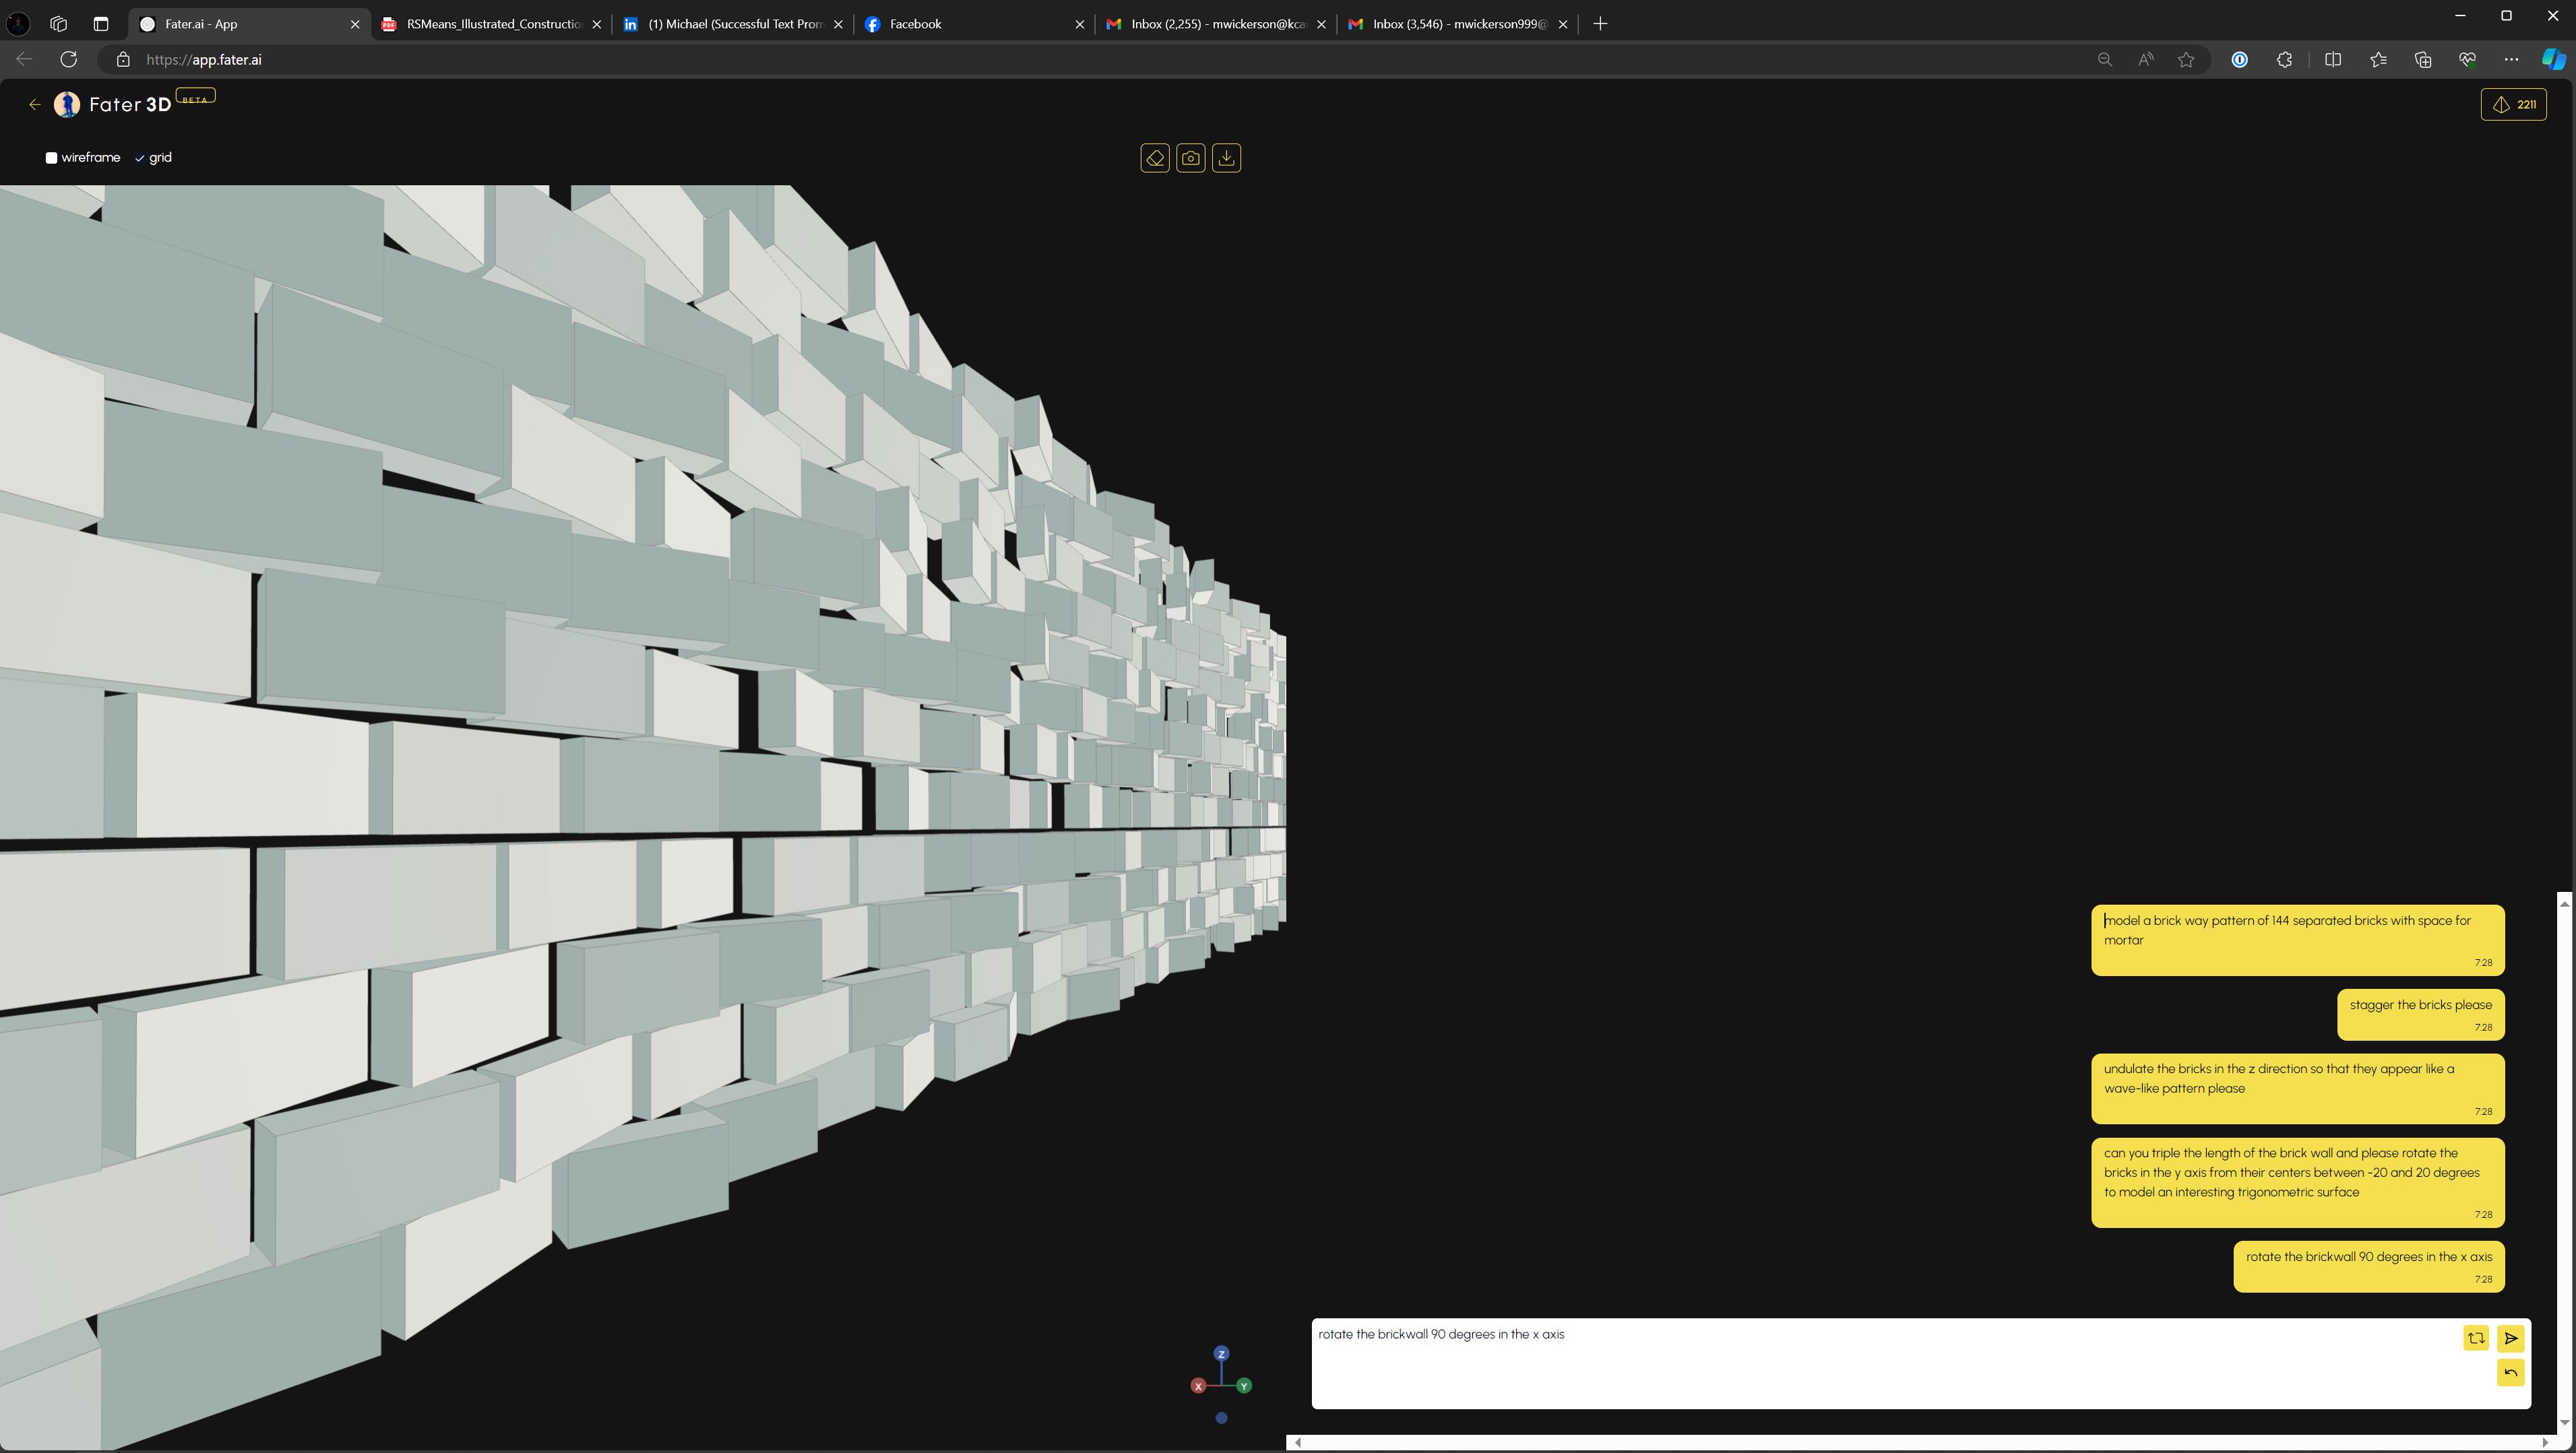 Fater.ai - App
RSMeans_Illustrated_Constructio
(1) Michael (Successful Text Prom
Facebook
Inbox (2,255) - mwickerson@kca
Inbox (3,546) - mwickerson999@
https://app.fater.ai
Fater 3D BETA
2211
wireframe grid
model a brick way pattern of 144 separated bricks with space for
mortar
7:28
stagger the bricks please
7:28
undulate the bricks in the z direction so that they appear like a
wave-like pattern please
7:28
can you triple the length of the brick wall and please rotate the
bricks in the y axis from their centers between -20 and 20 degrees
to model an interesting trigonometric surface
7:28
rotate the brickwall 90 degrees in the x axis
7:28
rotate the brickwall 90 degrees in the x axis
Z
X Y